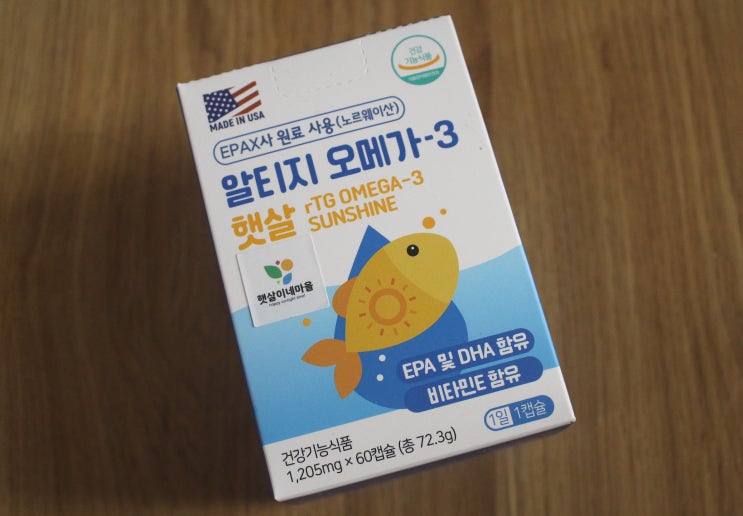 건강
기능식품
MADE IN USA
EPAX사 원료 사용(노르웨이산)
알티지 오메가-3
햇살 rTG OMEGA-3
SUNSHINE
햇살이네마을
EPA 및 DHA 함유
비타민E 함유
1일 1캡슐
건강기능식품
1,205mg x 60캡슐 (총 72.3g)